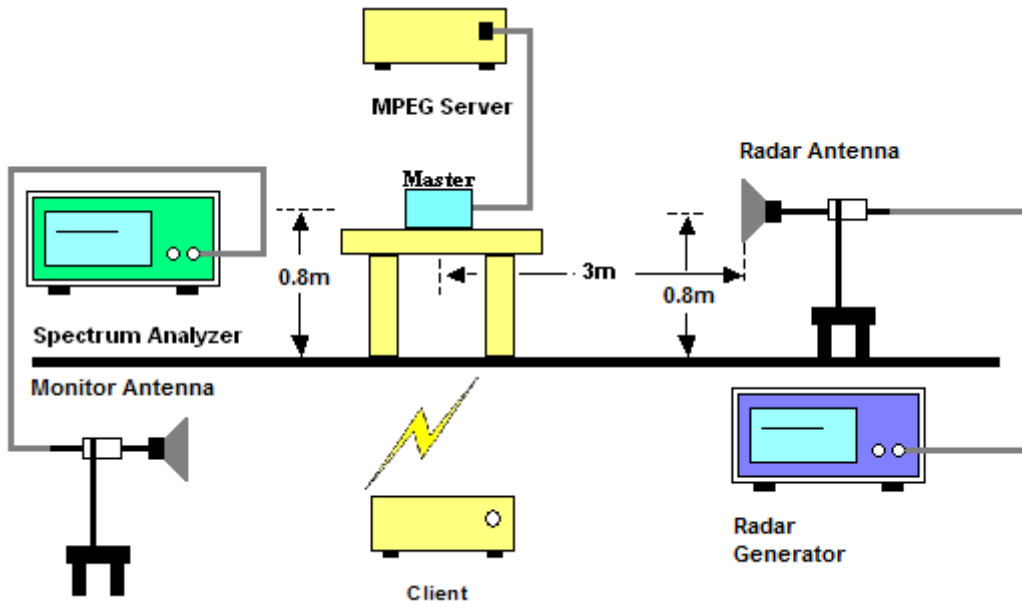 MPEG Server
Master
Radar Antenna
0.8m
3m
0.8m
Spectrum Analyzer
Monitor Antenna
Radar
Generator
Client